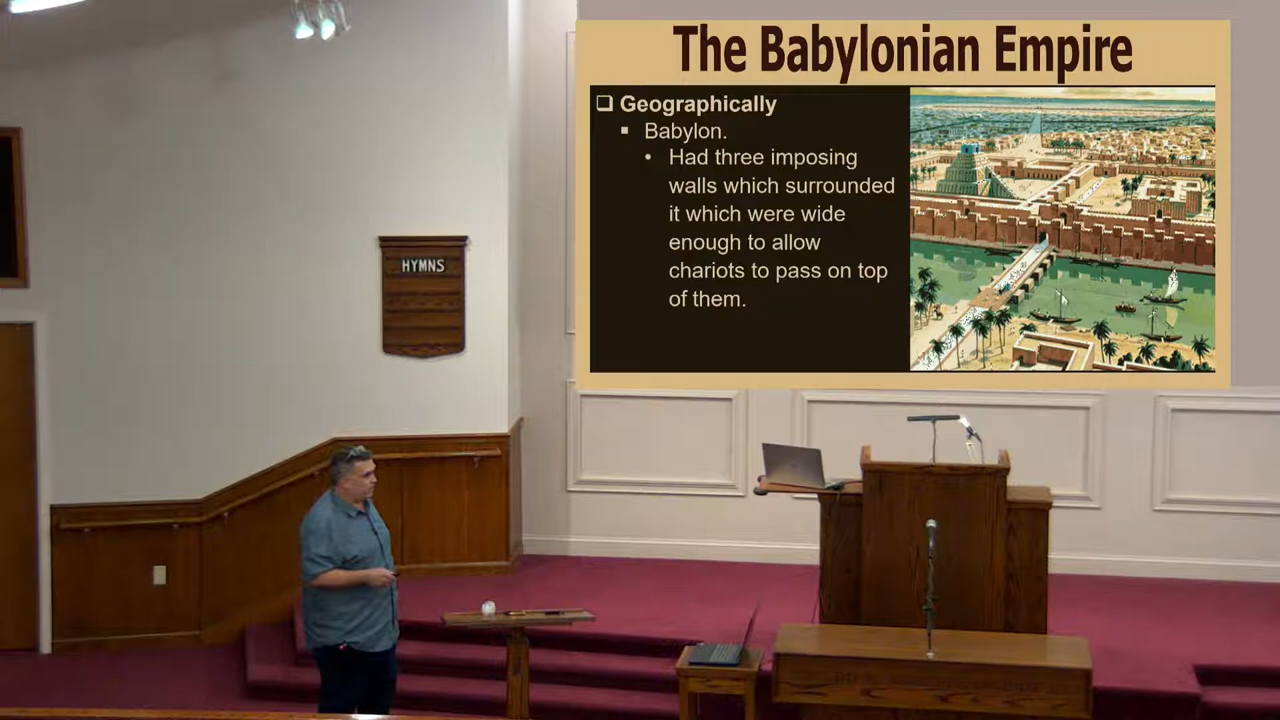 The Babylonian Empire
❑ Geographically
▪ Babylon.
• Had three imposing
walls which surrounded
it which were wide
enough to allow
chariots to pass on top
of them.
HYMNS